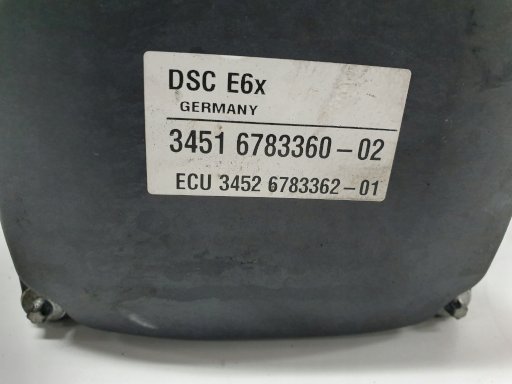 DSC E6x
GERMANY
3451 6783360-02
ECU 3452 6783362-01